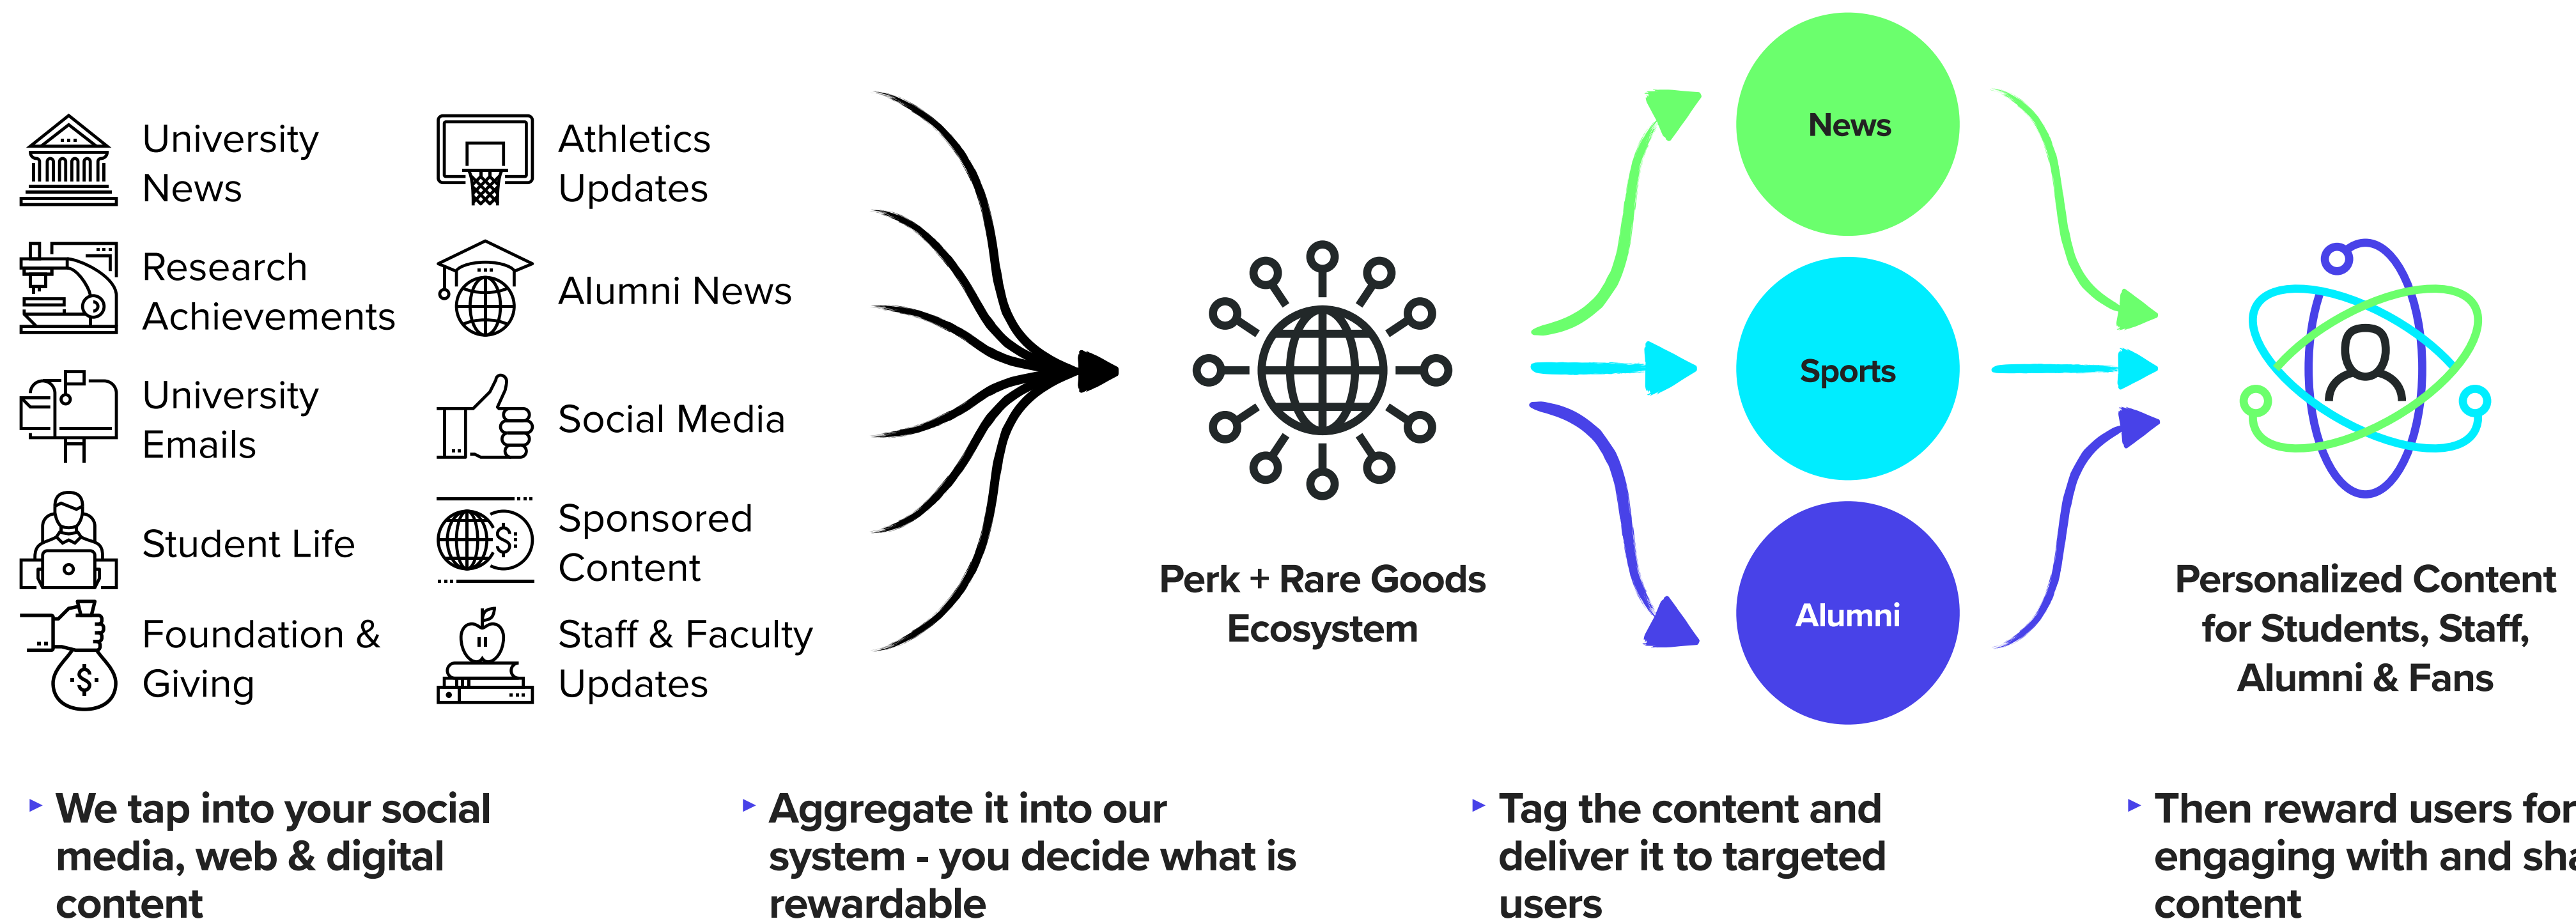 University
News
Research
Achievements
University
Emails
Student Life
Foundation &
Giving
Athletics
Updates
Alumni News
Social Media
Sponsored
Content
Staff & Faculty
Updates
Perk + Rare Goods
Ecosystem
News
Sports
Alumni
Personalized Content
for Students, Staff,
Alumni & Fans
We tap into your social
media, web & digital
content
Aggregate it into our
system - you decide what is
rewardable
Tag the content and
deliver it to targeted
users
Then reward users for
engaging with and
content